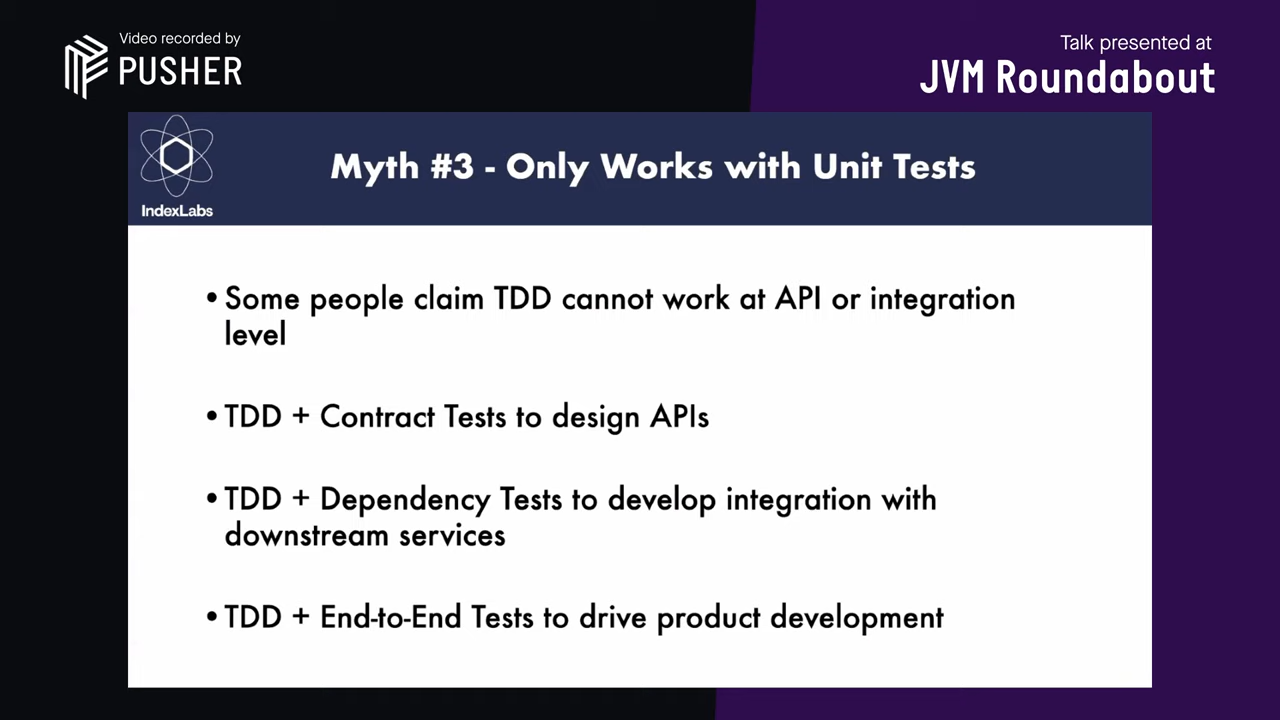 Video recorded by
PUSHER
Talk presented at
JVM Roundabout
IndexLabs
Myth #3 - Only Works with Unit Tests
•Some people claim TDD cannot work at API or integration
level
•TDD + Contract Tests to design APIs
•TDD + Dependency Tests to develop integration with
downstream services
•TDD + End-to-End Tests to drive product development